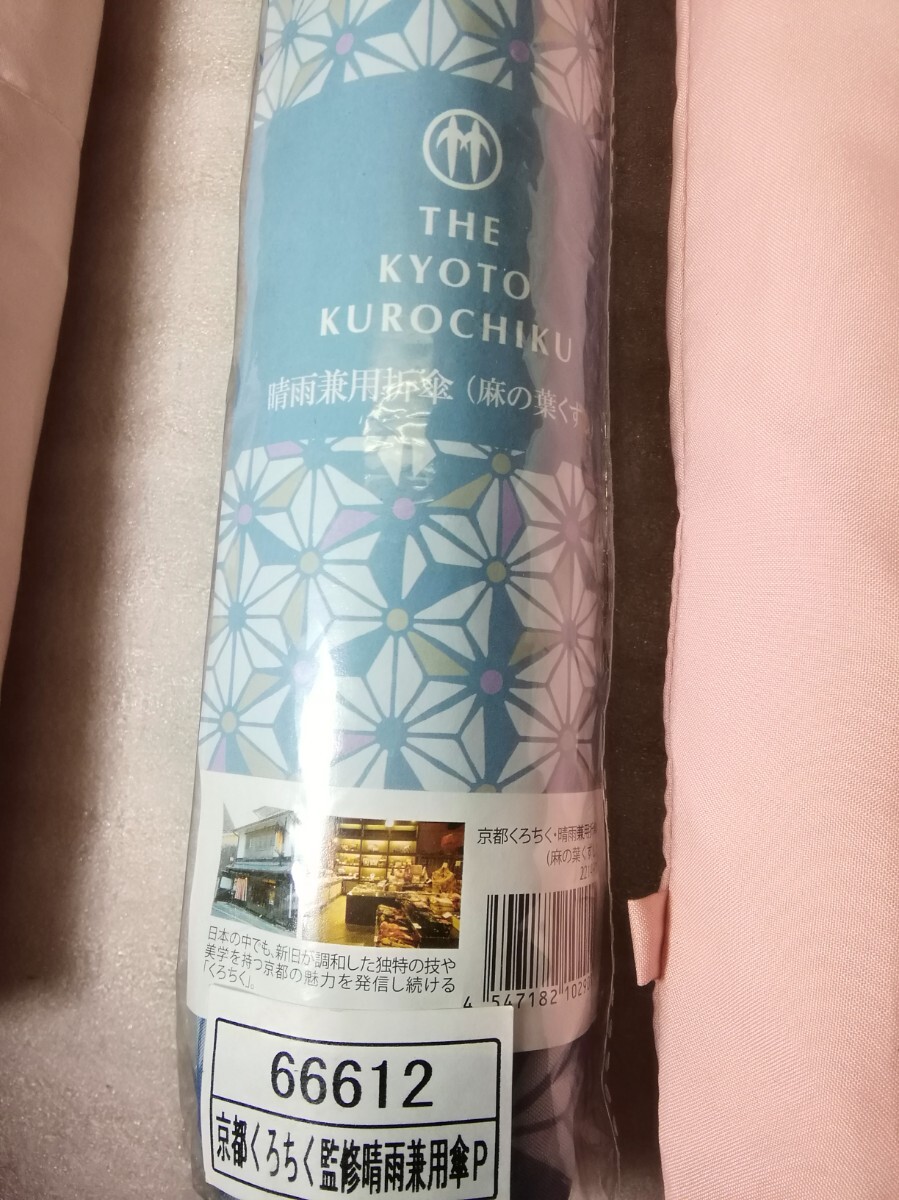 THE
KYOTO
KUROCHIKU
晴雨兼用折傘(麻の葉くす
京都くろちく・晴雨兼用折
(麻の葉くす
日本の中でも、新旧が調和した独特の技や
美学を持つ京都の魅力を発信し続ける
「くろちく」。
4 547182 1029
66612
京都くろちく監修晴雨兼用傘P